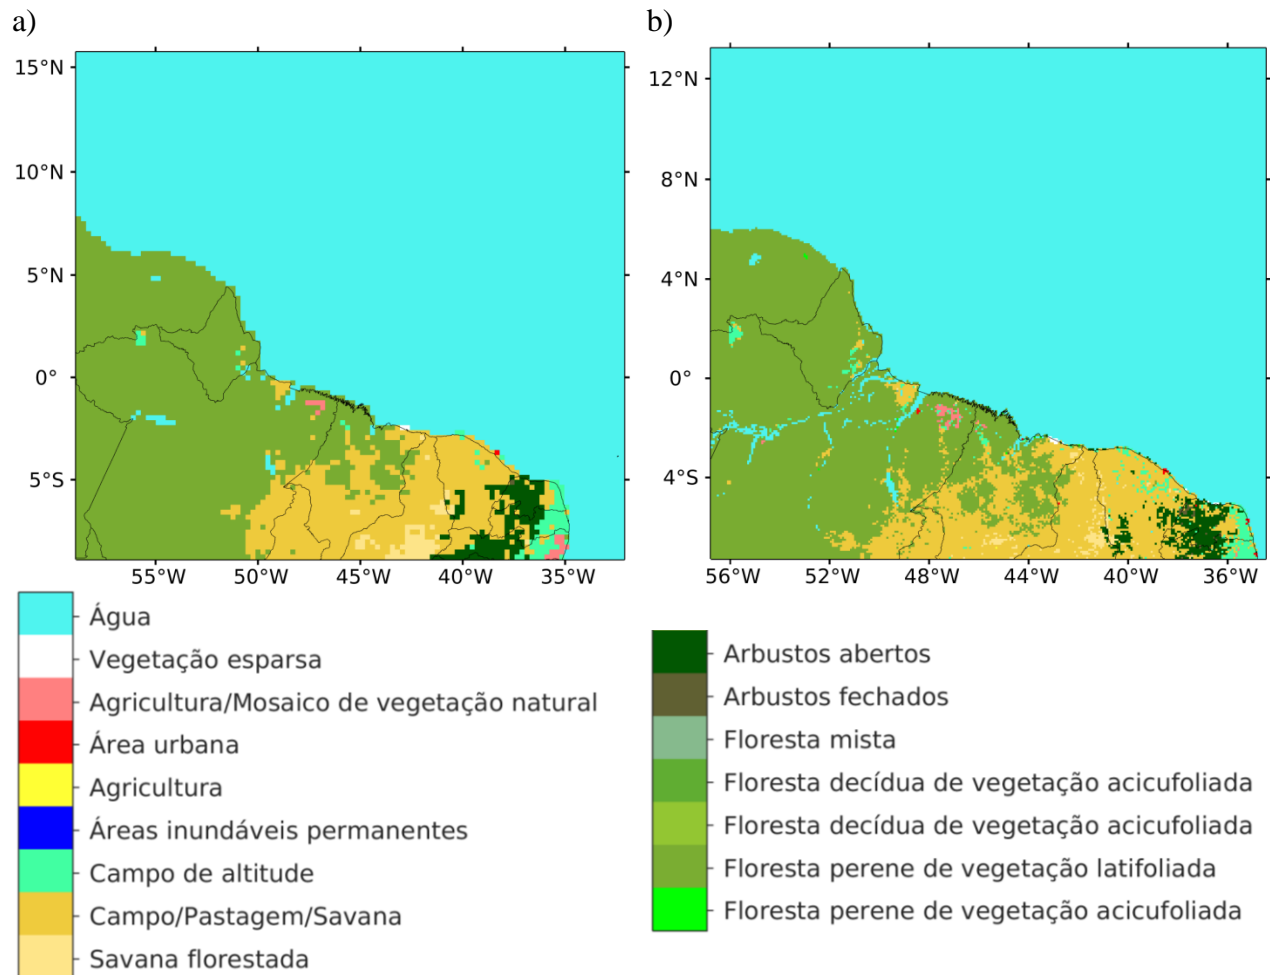 a)
15°N
10°N
5°N
0°
5°S
55°W 50°W 45°W 40°W 35°W
b)
12°N
8°N
4°N
0°
4°S
56°W 52°W 48°W 44°W 40°W 36°W
Água
Vegetação esparsa
Agricultura/Mosaico de vegetação natural
Área urbana
Agricultura
Áreas inundáveis permanentes
Campo de altitude
Campo/Pastagem/Savana
Savana florestada
Arbustos abertos
Arbustos fechados
Floresta mista
Floresta decídua de vegetação acicufoliada
Floresta decídua de vegetação acicufoliada
Floresta perene de vegetação latifoliada
Floresta perene de vegetação acicufoliada